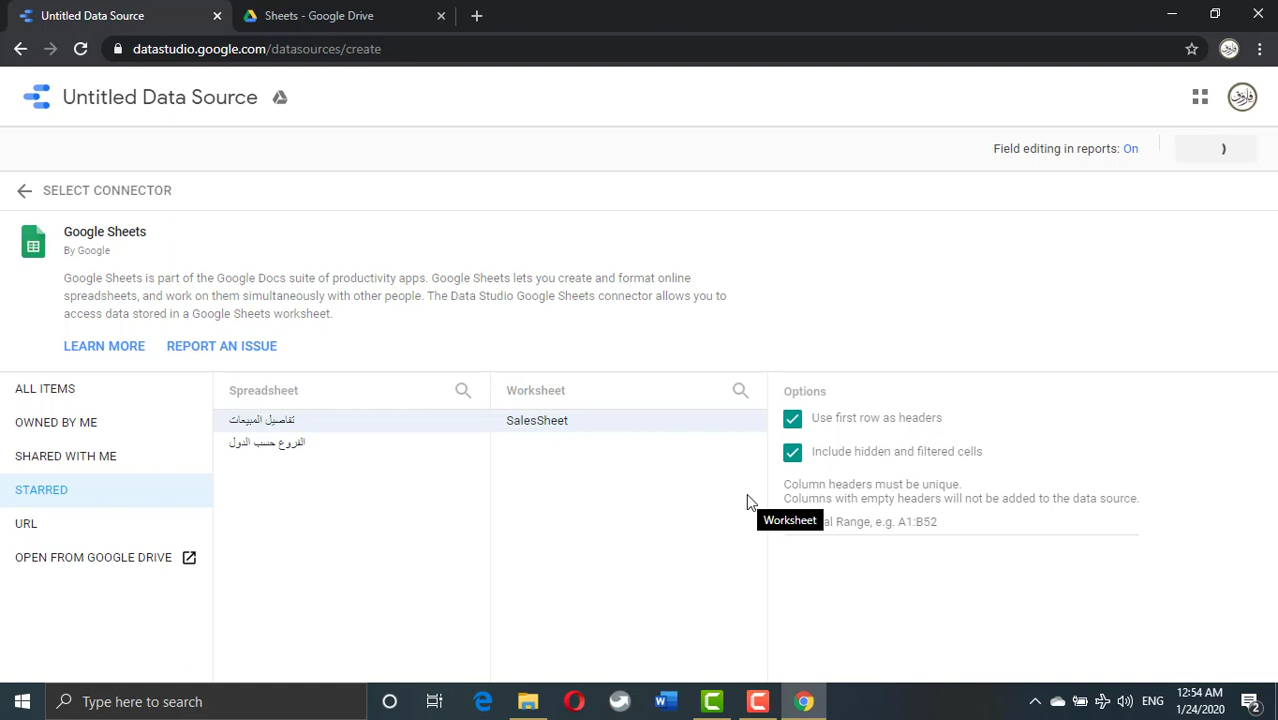 Untitled Data Source
Sheets - Google Drive
datastudio.google.com/datasources/create
Untitled Data Source
Field editing in reports: On
SELECT CONNECTOR
Google Sheets
By Google
Google Sheets is part of the Google Docs suite of productivity apps. Google Sheets lets you create and format online
spreadsheets, and work on them simultaneously with other people. The Data Studio Google Sheets connector allows you to
access data stored in a Google Sheets worksheet.
LEARN MORE REPORT AN ISSUE
ALL ITEMS
OWNED BY ME
SHARED WITH ME
STARRED
URL
OPEN FROM GOOGLE DRIVE
Spreadsheet
تفاصيل المبيعات
الفروع حسب الدول
Worksheet
SalesSheet
Worksheet
Options
Use first row as headers
Include hidden and filtered cells
Column headers must be unique.
Columns with empty headers will not be added to the data source.
Range, e.g. A1:B52
Type here to search
ENG
12:54 AM
1/24/2020
2